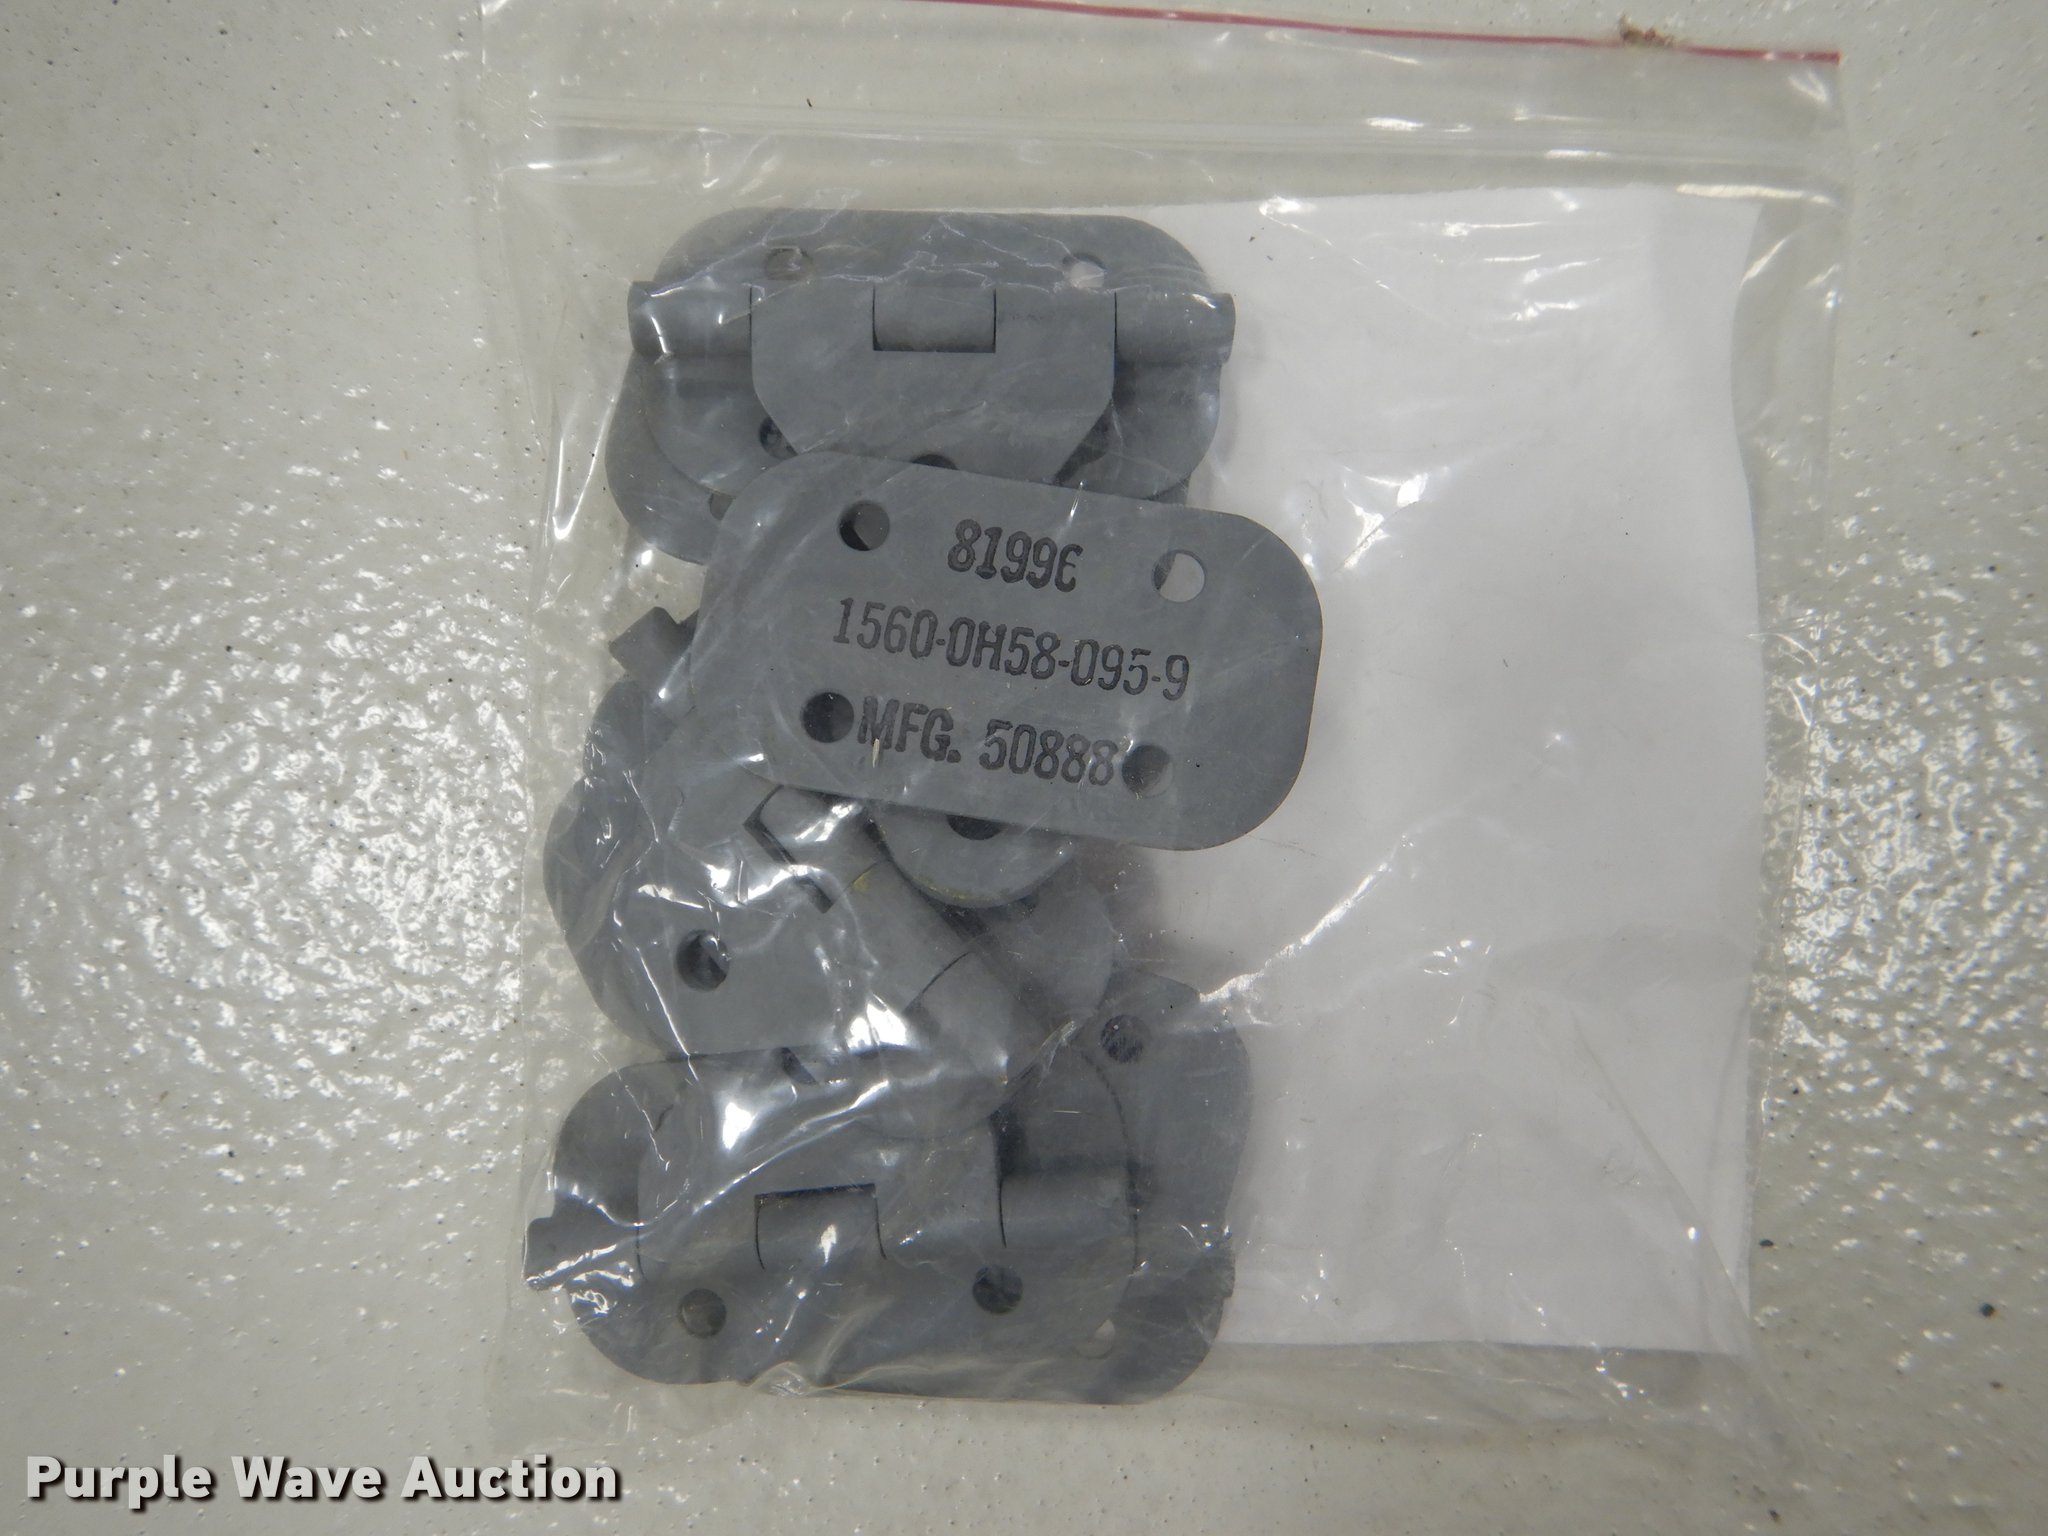 81996
1560-0H58-095-9
MFG. 50888
Purple Wave Auction